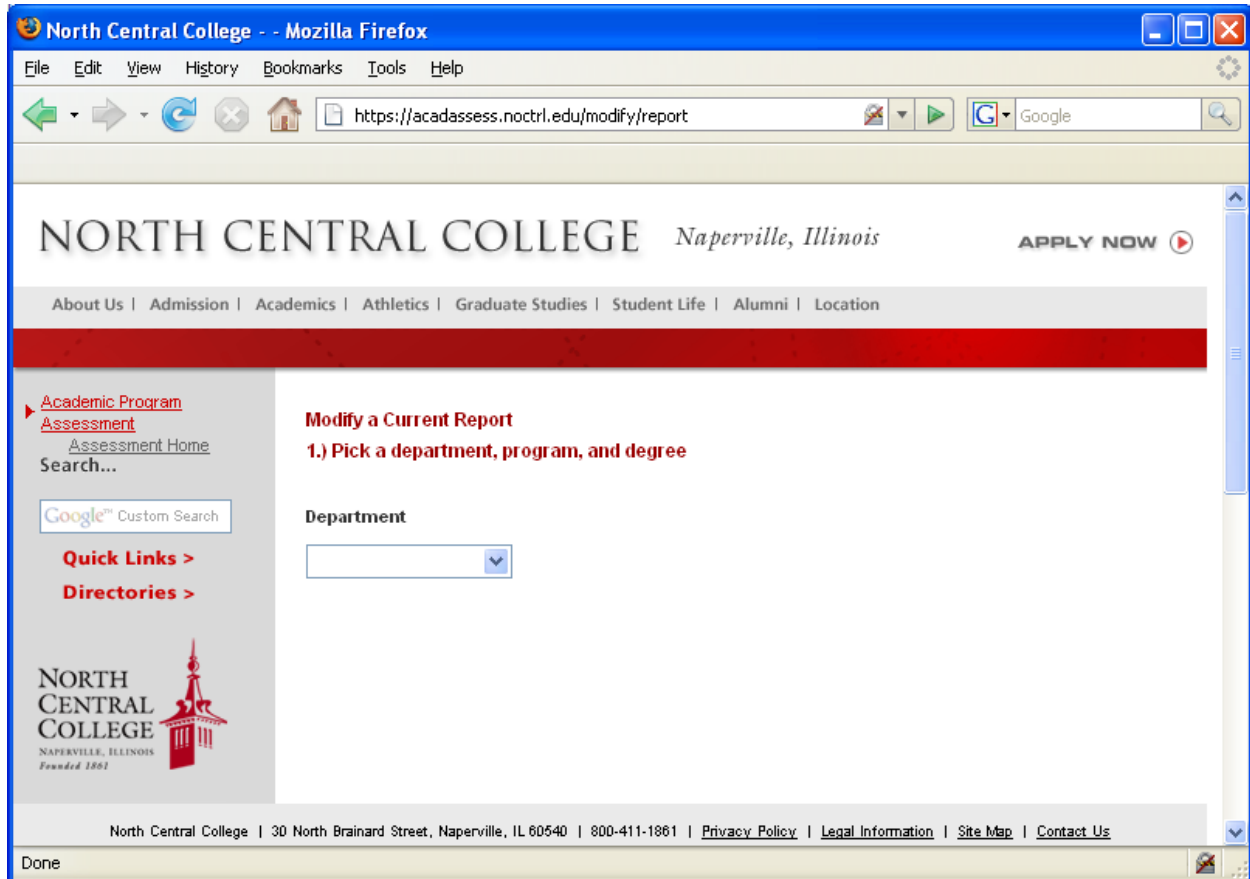 North Central College - - Mozilla Firefox
File Edit View History Bookmarks Tools Help
https://acadassess.noctrl.edu/modify/report
G Google
NORTH CENTRAL COLLEGE Naperville, Illinois APPLY NOW
About Us | Admission | Academics | Athletics | Graduate Studies | Student Life | Alumni | Location
Academic Program
Assessment
Assessment Home
Search...
Google™ Custom Search
Quick Links >
Directories >
NORTH
CENTRAL
COLLEGE
NAPERVILLE, ILLINOIS
Founded 1861
Modify a Current Report
1.) Pick a department, program, and degree
Department
North Central College | 30 North Brainard Street, Naperville, IL 60540 | 800-411-1861 | Privacy Policy | Legal Information | Site Map | Contact Us
Done